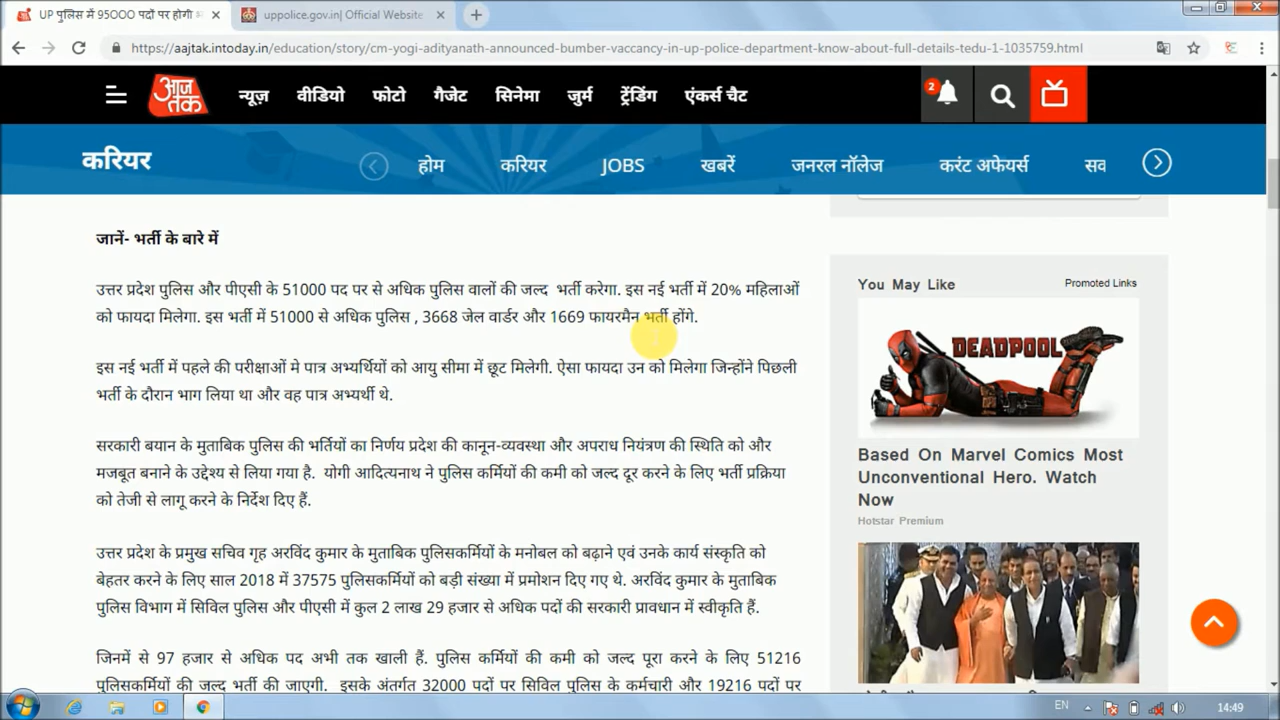 UP पुलिस में 95000 पदों पर होगी
uppolice.gov.in| Official Website
https://aajtak.intoday.in/education/story/cm-yogi-adityanath-announced-bumber-vaccancy-in-up-police-department-know-about-full-details-tedu-1-1035759.html
आज तक
न्यूज़ वीडियो फोटो गैजेट सिनेमा जुर्म ट्रेंडिंग एंकर्स चैट
2
करियर
होम करियर JOBS खबरें जनरल नॉलेज करंट अफेयर्स सव
जानें- भर्ती के बारे में
उत्तर प्रदेश पुलिस और पीएसी के 51000 पद पर से अधिक पुलिस वालों की जल्द भर्ती करेगा. इस नई भर्ती में 20% महिलाओं
को फायदा मिलेगा. इस भर्ती में 51000 से अधिक पुलिस , 3668 जेल वार्डर और 1669 फायरमैन भर्ती होंगे.
इस नई भर्ती में पहले की परीक्षाओं मे पात्र अभ्यर्थियों को आयु सीमा में छूट मिलेगी. ऐसा फायदा उन को मिलेगा जिन्होंने पिछली
भर्ती के दौरान भाग लिया था और वह पात्र अभ्यर्थी थे.
सरकारी बयान के मुताबिक पुलिस की भर्तियों का निर्णय प्रदेश की कानून-व्यवस्था और अपराध नियंत्रण की स्थिति को और
मजबूत बनाने के उद्देश्य से लिया गया है. योगी आदित्यनाथ ने पुलिस कर्मियों की कमी को जल्द दूर करने के लिए भर्ती प्रक्रिया
को तेजी से लागू करने के निर्देश दिए हैं.
उत्तर प्रदेश के प्रमुख सचिव गृह अरविंद कुमार के मुताबिक पुलिसकर्मियों के मनोबल को बढ़ाने एवं उनके कार्य संस्कृति को
बेहतर करने के लिए साल 2018 में 37575 पुलिसकर्मियों को बड़ी संख्या में प्रमोशन दिए गए थे. अरविंद कुमार के मुताबिक
पुलिस विभाग में सिविल पुलिस और पीएसी में कुल 2 लाख 29 हजार से अधिक पदों की सरकारी प्रावधान में स्वीकृति हैं.
जिनमें से 97 हजार से अधिक पद अभी तक खाली हैं. पुलिस कर्मियों की कमी को जल्द पूरा करने के लिए 51216
पुलिसकर्मियों की जल्द भर्ती की जाएगी. इसके अंतर्गत 32000 पदों पर सिविल पुलिस के कर्मचारी और 19216 पदों पर
You May Like Promoted Links
DEADPOOL
Based On Marvel Comics Most
Unconventional Hero. Watch
Now
Hotstar Premium
EN 14:49